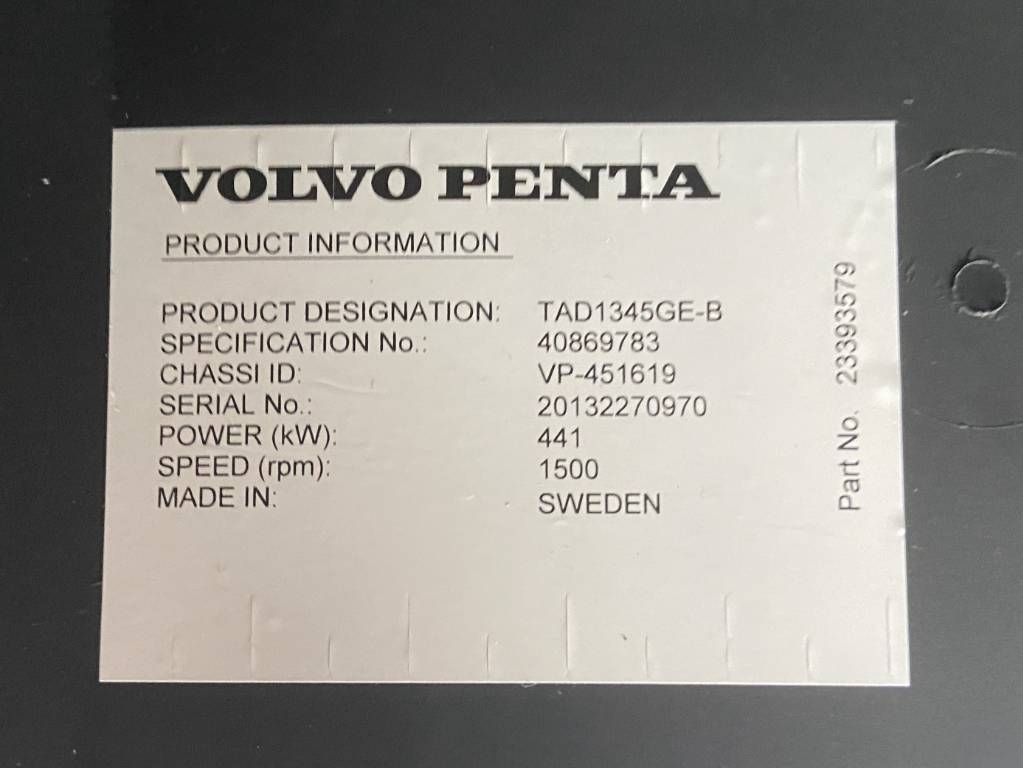 VOLVO PENTA
PRODUCT INFORMATION
PRODUCT DESIGNATION: TAD1345GE-B
SPECIFICATION No.: 40869783
CHASSI ID: VP-451619
SERIAL No.: 20132270970
POWER (kW): 441
SPEED (rpm): 1500
MADE IN: SWEDEN
Part No. 23393579